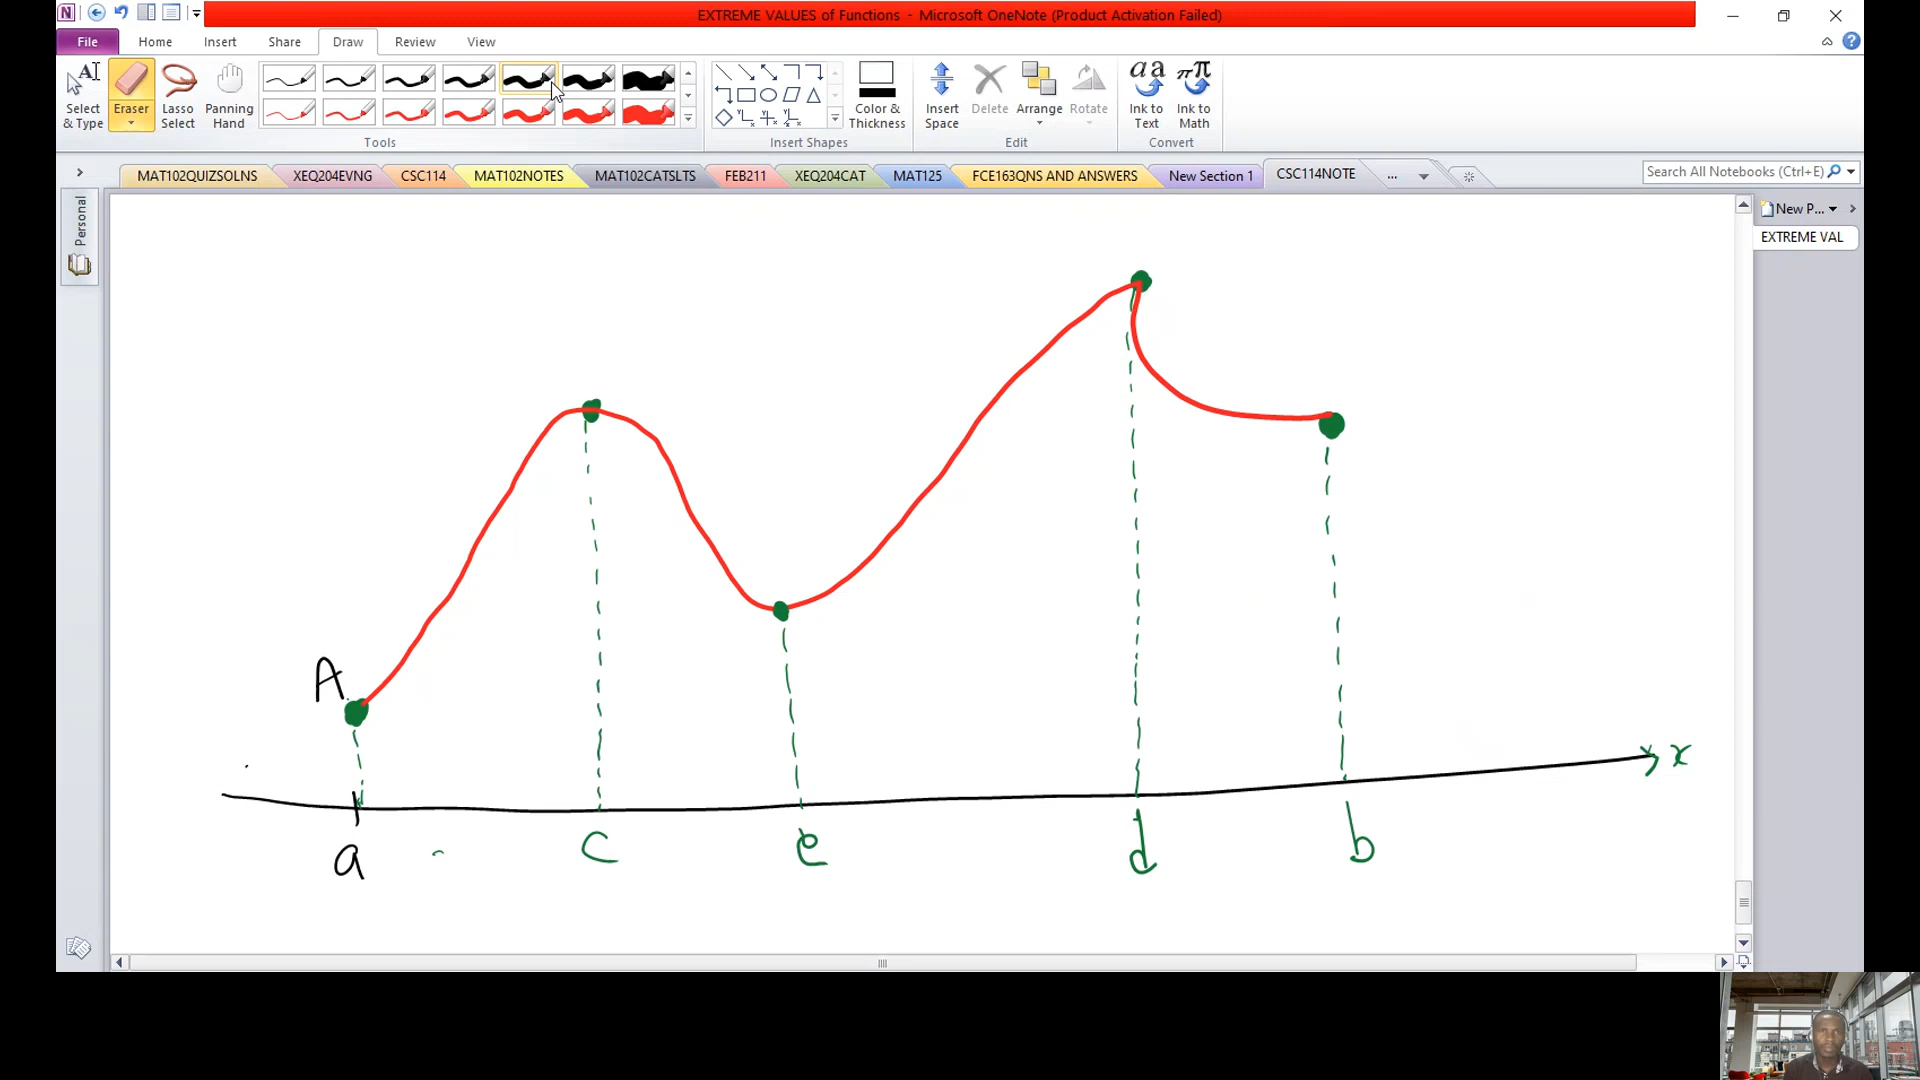 EXTREME VALUES of Functions - Microsoft OneNote (Product Activation Failed)
File Home Insert Share Draw Review View
Select & Type
Eraser
Lasso Select
Panning Hand
Tools
Insert Shapes
Color & Thickness
Insert Space
Delete
Arrange
Rotate
Edit
Ink to Text
Ink to Math
Convert
MAT102QUIZSOLNS XEQ204EVNG CSC114 MAT102NOTES MAT102CATSLTS FEB211 XEQ204CAT MAT125 FCE163QNS AND ANSWERS New Section 1 CSC114NOTE ...
Search All Notebooks (Ctrl+E)
Personal
New P...
EXTREME VAL
A
x
a c e d b